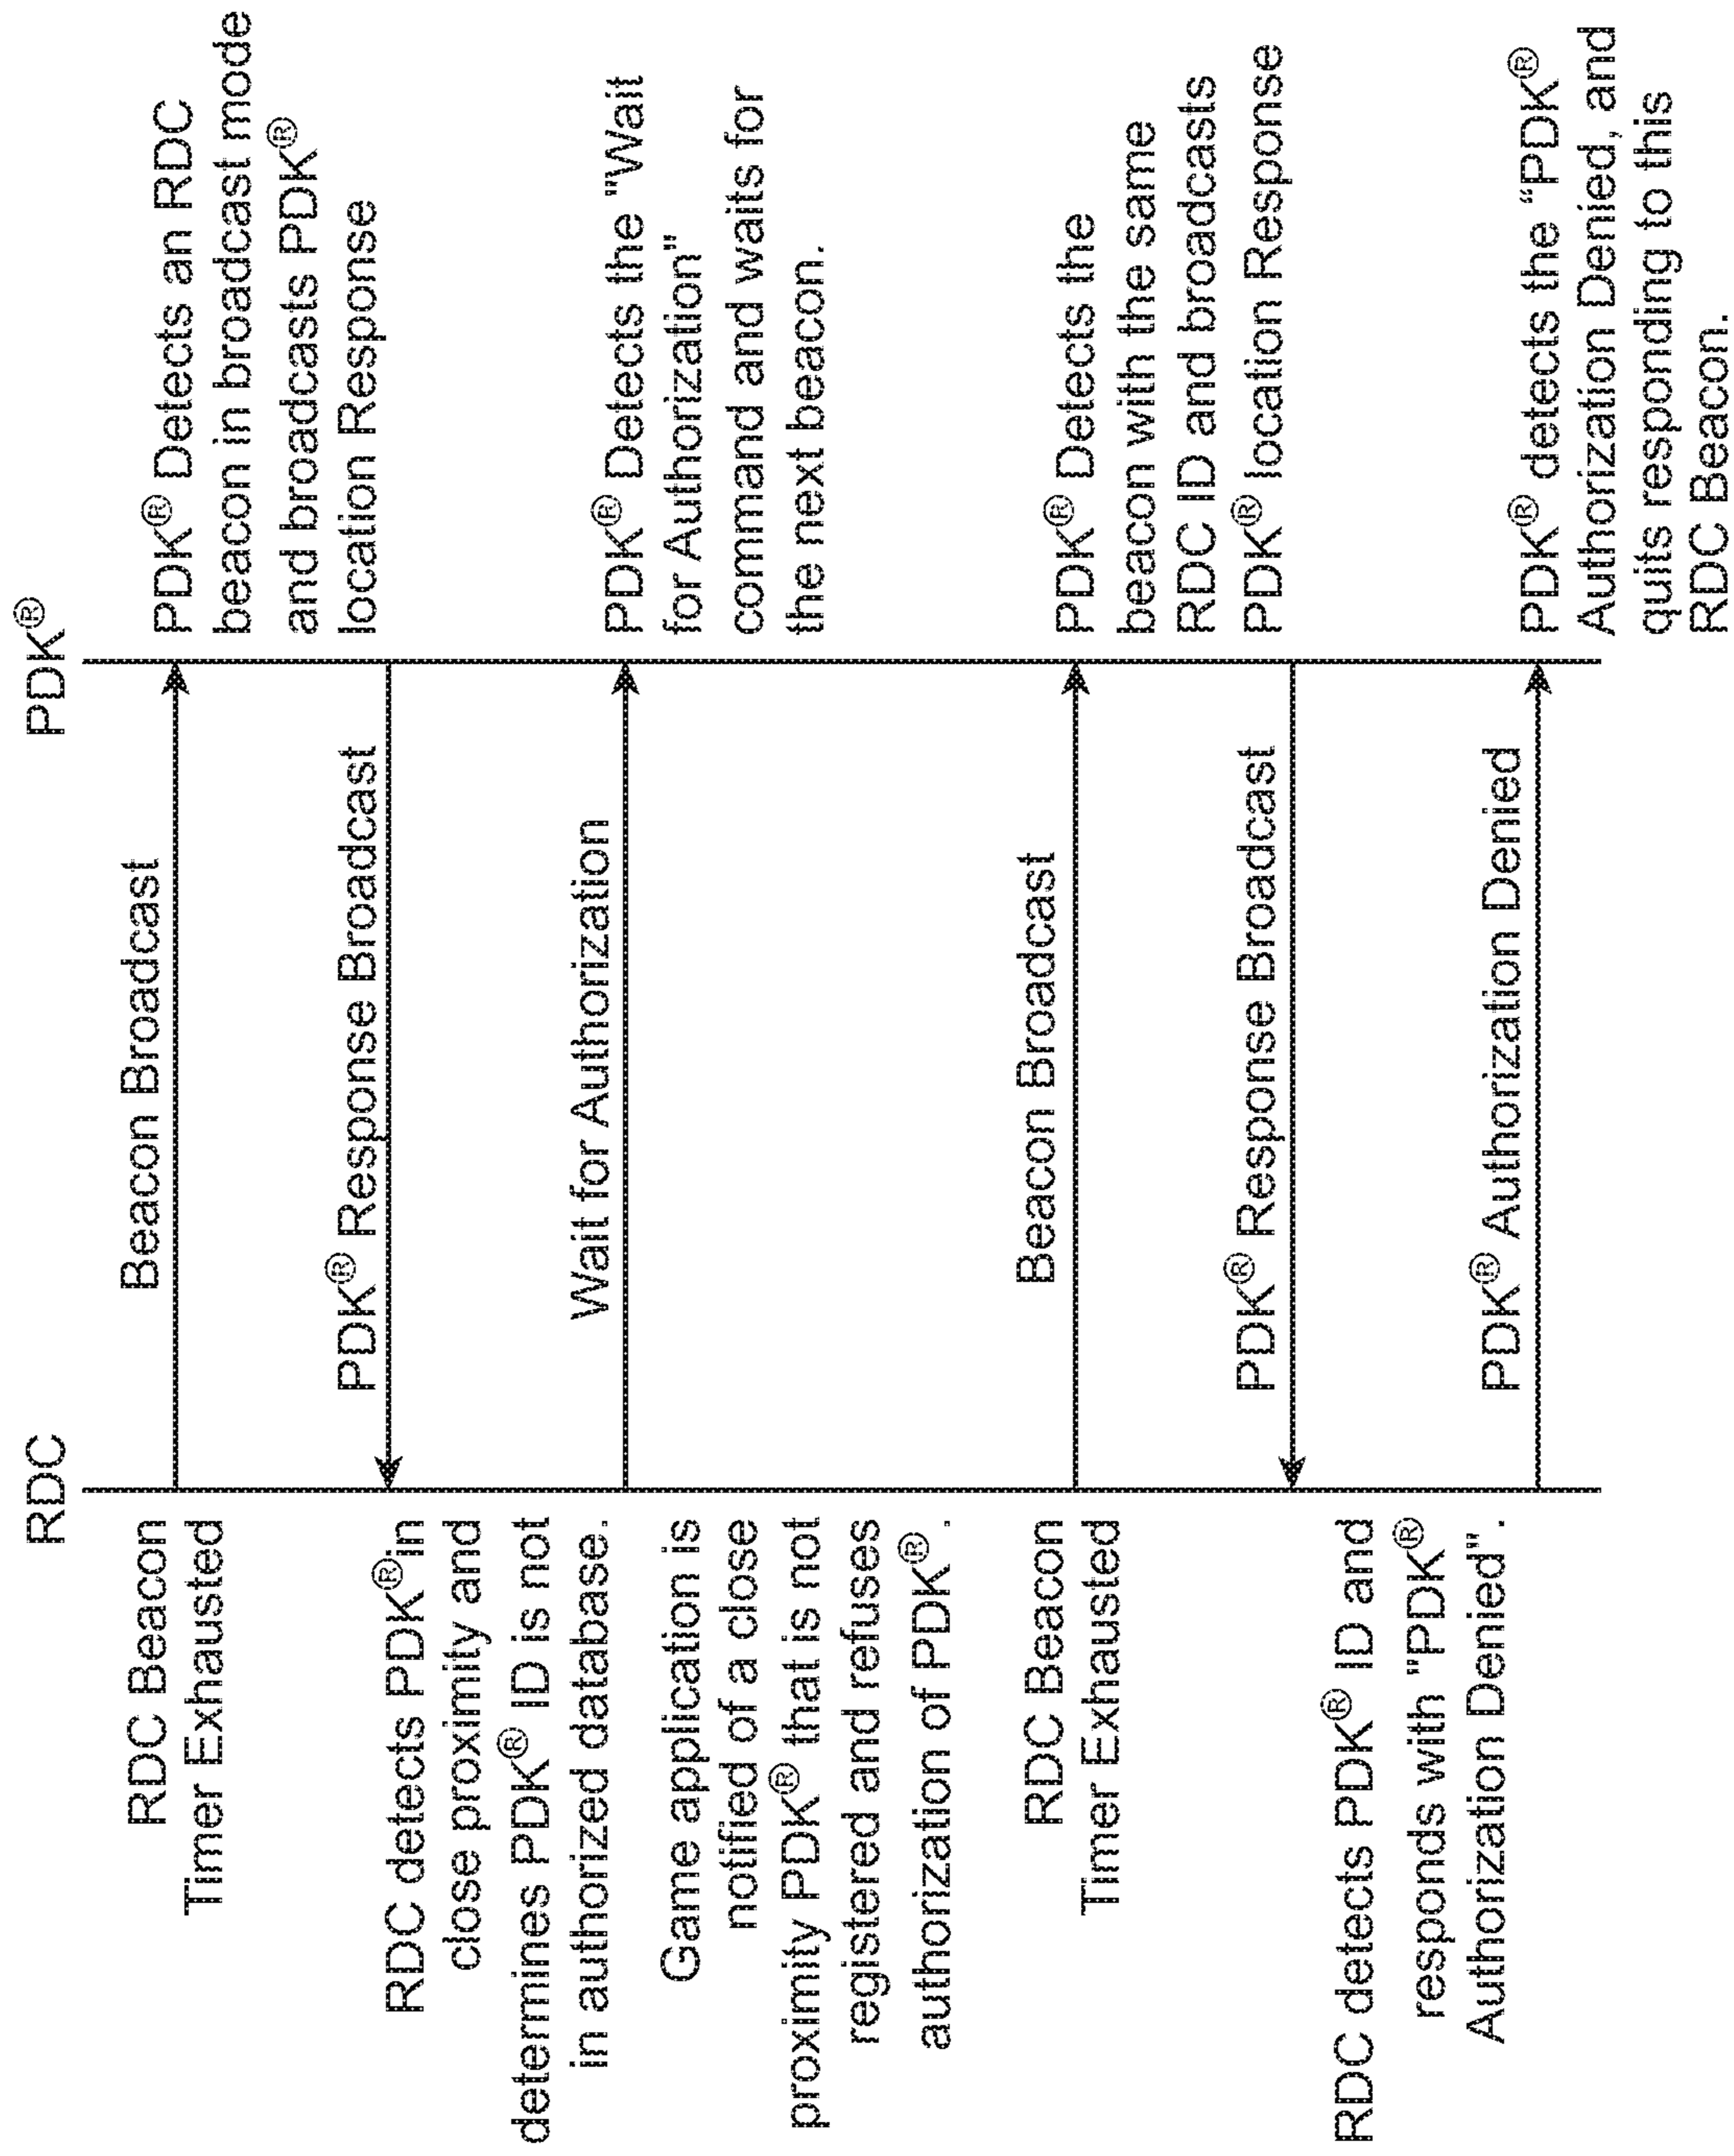 RDC
PDK®
RDC Beacon
Timer Exhausted
Beacon Broadcast
PDK® Detects an RDC
beacon in broadcast mode
and broadcasts PDK®
location Response
PDK® Response Broadcast
RDC detects PDK® in
close proximity and
determines PDK® ID is not
in authorized database.
Wait for Authorization
PDK® Detects the "Wait
for Authorization"
command and waits for
the next beacon.
Game application is
notified of a close
proximity PDK® that is not
registered and refuses
authorization of PDK®.
RDC Beacon
Timer Exhausted
Beacon Broadcast
PDK® Detects the
beacon with the same
RDC ID and broadcasts
PDK® location Response
PDK® Response Broadcast
RDC detects PDK® ID and
responds with "PDK®
Authorization Denied".
PDK® Authorization Denied
PDK® detects the “PDK®
Authorization Denied, and
quits responding to this
RDC Beacon.